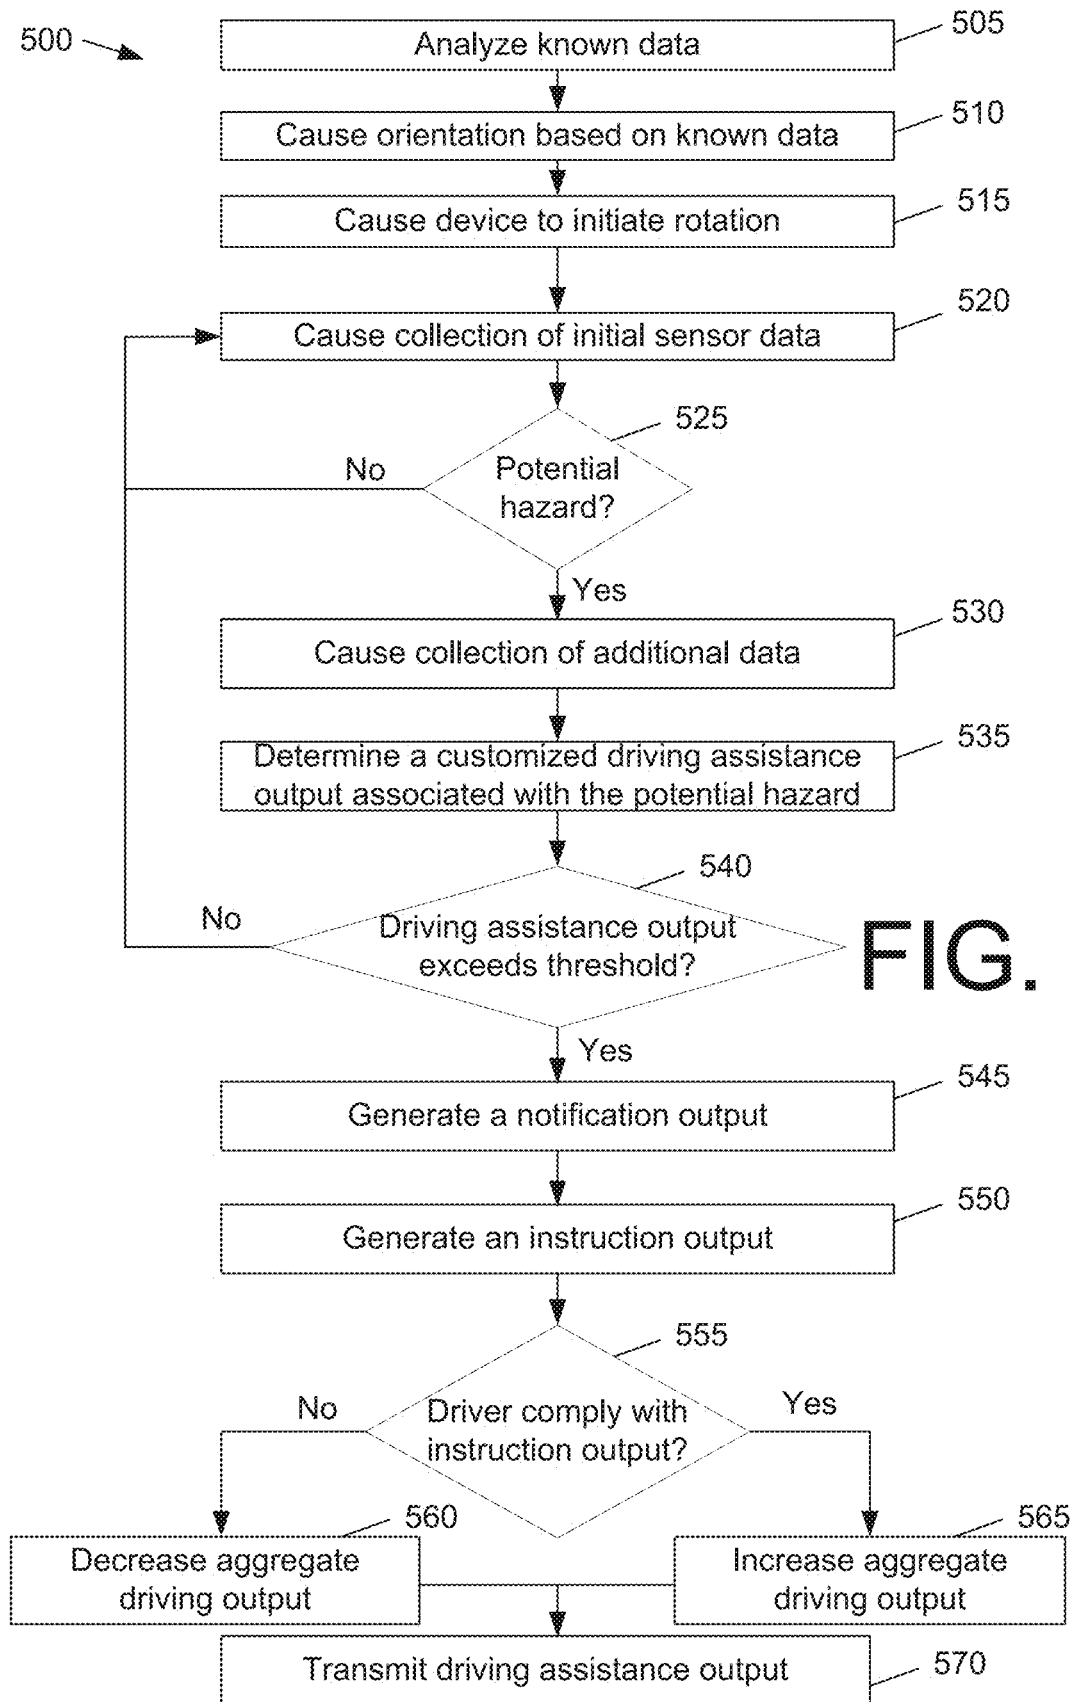 500
Analyze known data
505
Cause orientation based on known data
510
Cause device to initiate rotation
515
Cause collection of initial sensor data
520
525
No
Potential
hazard?
Yes
Cause collection of additional data
530
Determine a customized driving assistance
output associated with the potential hazard
535
540
No
Driving assistance output
exceeds threshold?
FIG.
Yes
Generate a notification output
545
Generate an instruction output
550
555
No
Driver comply with
instruction output?
Yes
560
Decrease aggregate
driving output
565
Increase aggregate
driving output
Transmit driving assistance output
570